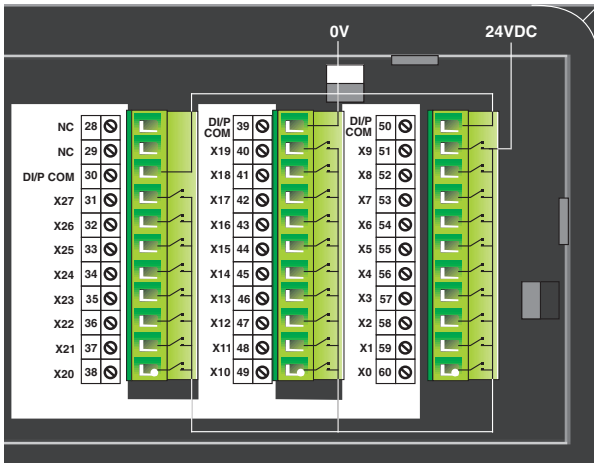 0V 24VDC
NC 28 DI/P COM 39 DI/P COM 50
NC 29 X19 40 X9 51
DI/P COM 30 X18 41 X8 52
X27 31 X17 42 X7 53
X26 32 X16 43 X6 54
X25 33 X15 44 X5 55
X24 34 X14 45 X4 56
X23 35 X13 46 X3 57
X22 36 X12 47 X2 58
X21 37 X11 48 X1 59
X20 38 X10 49 X0 60